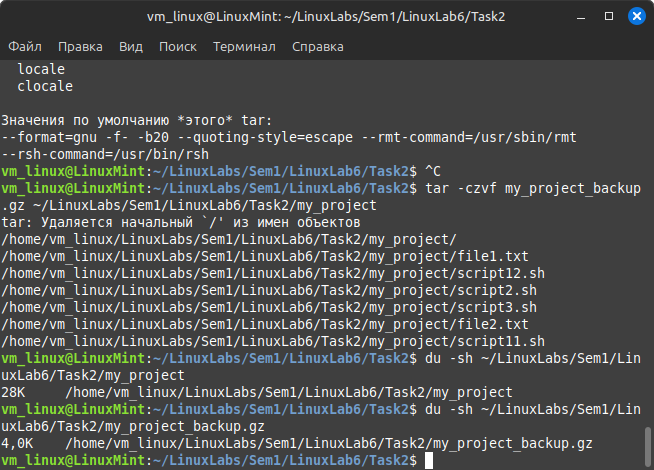 vm_linux@LinuxMint: ~/LinuxLabs/Sem1/LinuxLab6/Task2
Файл Правка Вид Поиск Терминал Справка
locale
clocale
Значения по умолчанию *этого* tar:
--format=gnu -f- -b20 --quoting-style=escape --rmt-command=/usr/sbin/rmt
--rsh-command=/usr/bin/rsh
vm_linux@LinuxMint:~/LinuxLabs/Sem1/LinuxLab6/Task2$ ^C
vm_linux@LinuxMint:~/LinuxLabs/Sem1/LinuxLab6/Task2$ tar -czvf my_project_backup
.gz ~/LinuxLabs/Sem1/LinuxLab6/Task2/my_project
tar: Удаляется начальный `/' из имен объектов
/home/vm_linux/LinuxLabs/Sem1/LinuxLab6/Task2/my_project/
/home/vm_linux/LinuxLabs/Sem1/LinuxLab6/Task2/my_project/file1.txt
/home/vm_linux/LinuxLabs/Sem1/LinuxLab6/Task2/my_project/script12.sh
/home/vm_linux/LinuxLabs/Sem1/LinuxLab6/Task2/my_project/script2.sh
/home/vm_linux/LinuxLabs/Sem1/LinuxLab6/Task2/my_project/script3.sh
/home/vm_linux/LinuxLabs/Sem1/LinuxLab6/Task2/my_project/file2.txt
/home/vm_linux/LinuxLabs/Sem1/LinuxLab6/Task2/my_project/script11.sh
vm_linux@LinuxMint:~/LinuxLabs/Sem1/LinuxLab6/Task2$ du -sh ~/LinuxLabs/Sem1/Lin
uxLab6/Task2/my_project
28K /home/vm_linux/LinuxLabs/Sem1/LinuxLab6/Task2/my_project
vm_linux@LinuxMint:~/LinuxLabs/Sem1/LinuxLab6/Task2$ du -sh ~/LinuxLabs/Sem1/Lin
uxLab6/Task2/my_project_backup.gz
4,0K /home/vm_linux/LinuxLabs/Sem1/LinuxLab6/Task2/my_project_backup.gz
vm_linux@LinuxMint:~/LinuxLabs/Sem1/LinuxLab6/Task2$